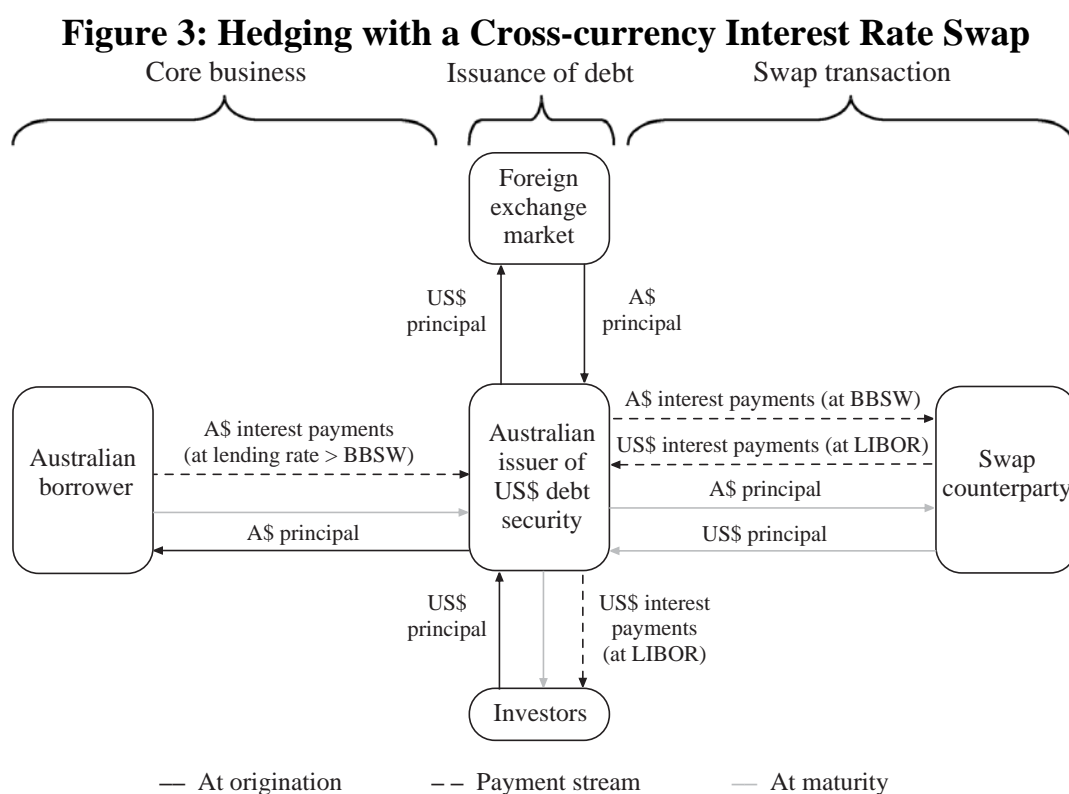 Figure 3: Hedging with a Cross-currency Interest Rate Swap
Core business
Issuance of debt
Swap transaction
Foreign
exchange
market
US$
principal
A$
principal
Australian
borrower
A$ interest payments
(at lending rate > BBSW)
A$ principal
Australian
issuer of
US$ debt
security
A$ interest payments (at BBSW)
US$ interest payments (at LIBOR)
A$ principal
US$ principal
Swap
counterparty
US$
principal
US$ interest
payments
(at LIBOR)
Investors
At origination
Payment stream
At maturity